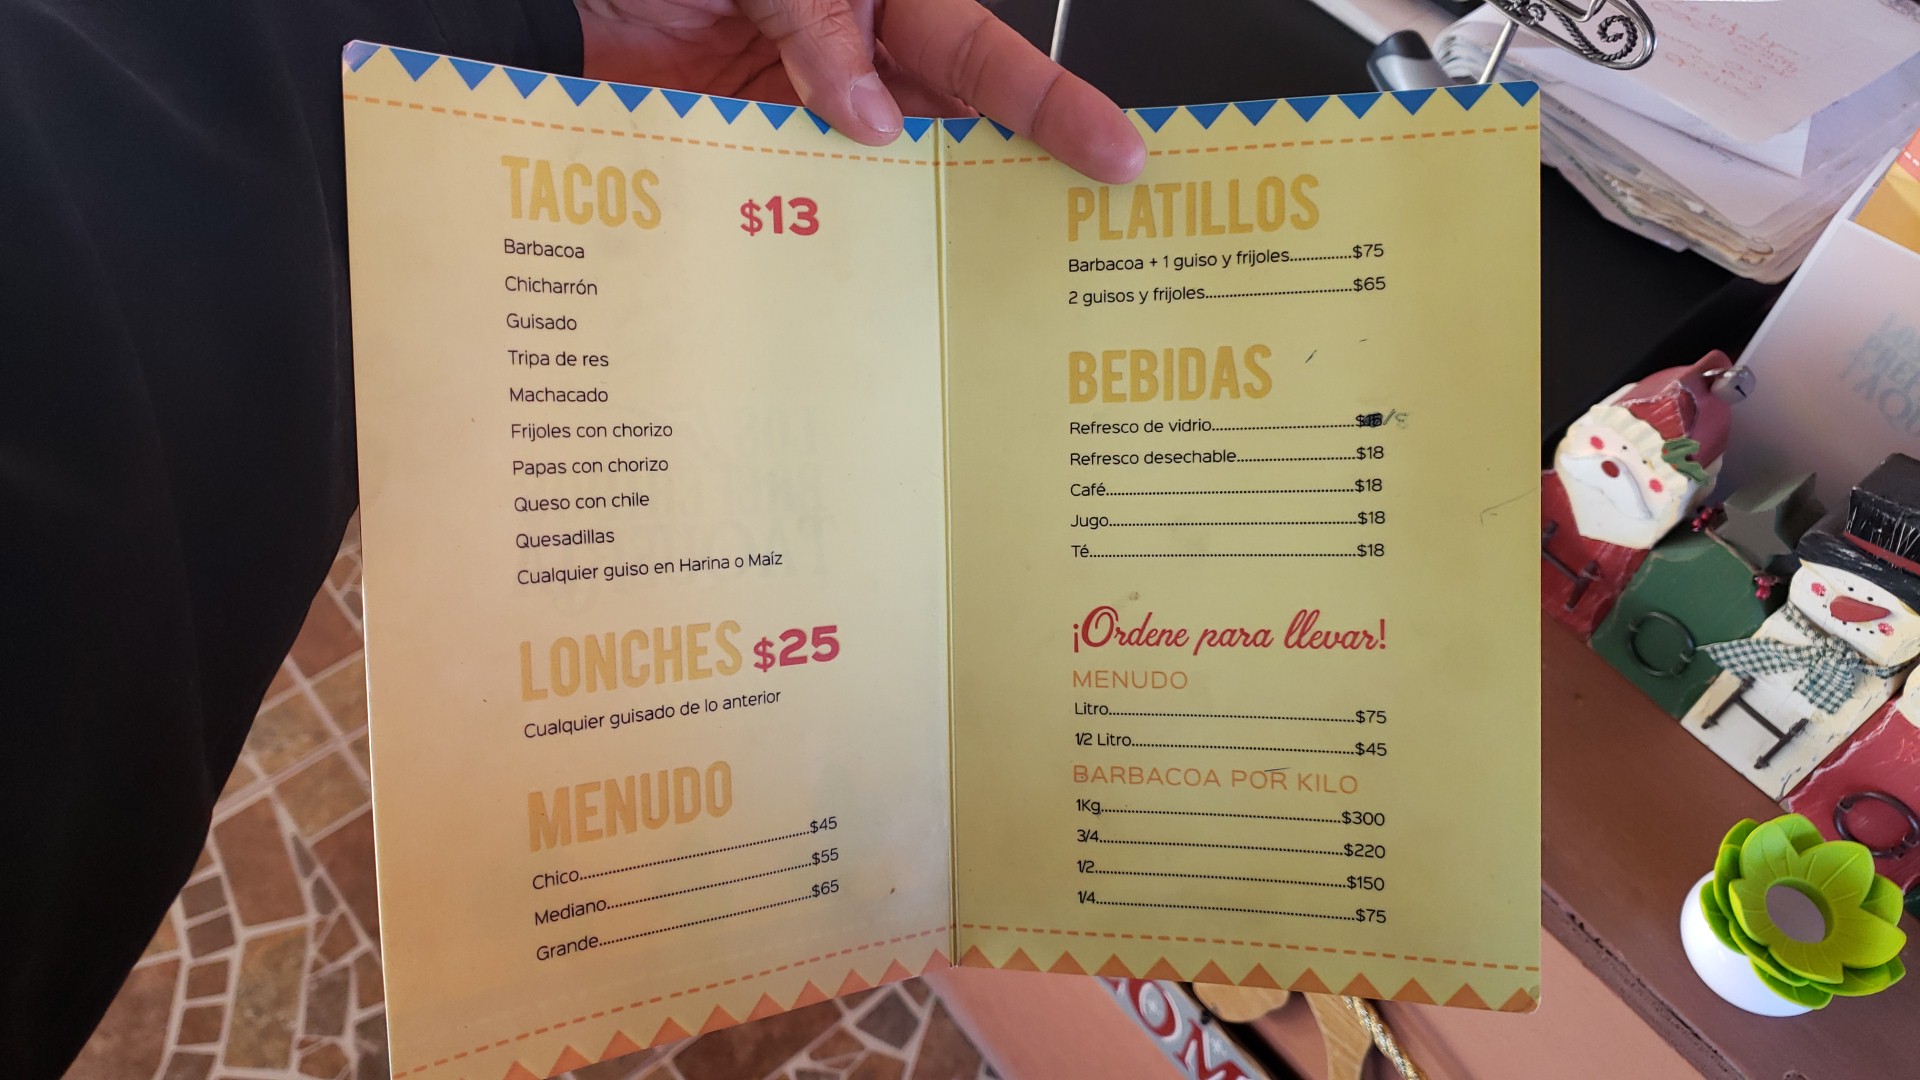 TACOS $13
Barbacoa
Chicharrón
Guisado
Tripa de res
Machacado
Frijoles con chorizo
Papas con chorizo
Queso con chile
Quesadillas
Cualquier guiso en Harina o Maíz
LONCHES $25
Cualquier guisado de lo anterior
MENUDO
Chico $45
Mediano $55
Grande $65
PLATILLOS
Barbacoa + 1 guiso y frijoles $75
2 guisos y frijoles $65
BEBIDAS
Refresco de vidrio
Refresco desechable $18
Café $18
Jugo $18
Té $18
¡Ordene para llevar!
MENUDO
Litro $75
1/2 Litro $45
BARBACOA POR KILO
1Kg $300
3/4 $220
1/2 $150
1/4 $75